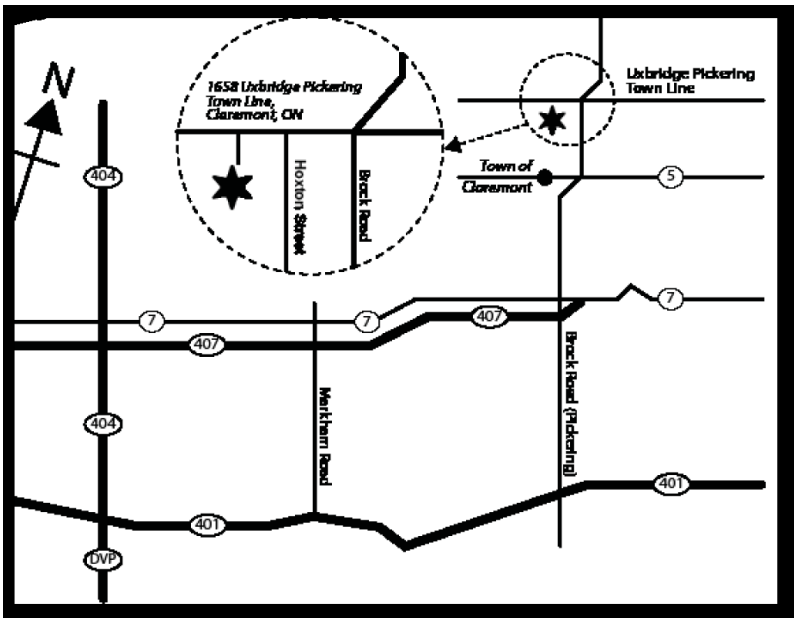 N
1658 Uxbridge Pickering
Town Line,
Claremont, ON
Uxbridge Pickering
Town Line
404
Hoxton Street
Brock Road
Town of
Claremont
5
7
7
7
407
407
Markham Road
Brock Road (Pickering)
404
401
401
DVP